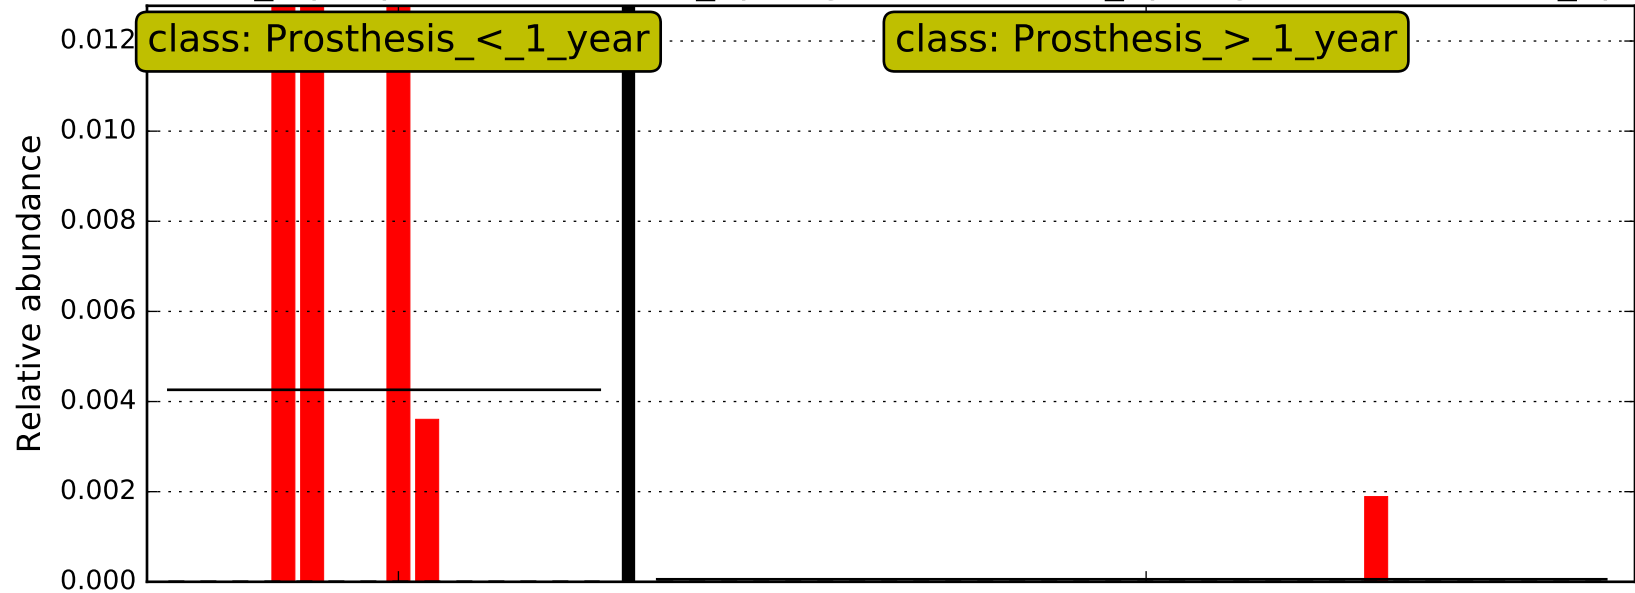 class: Prosthesis_<_1_year
class: Prosthesis_>_1_year
Relative abundance
0.012
0.010
0.008
0.006
0.004
0.002
0.000